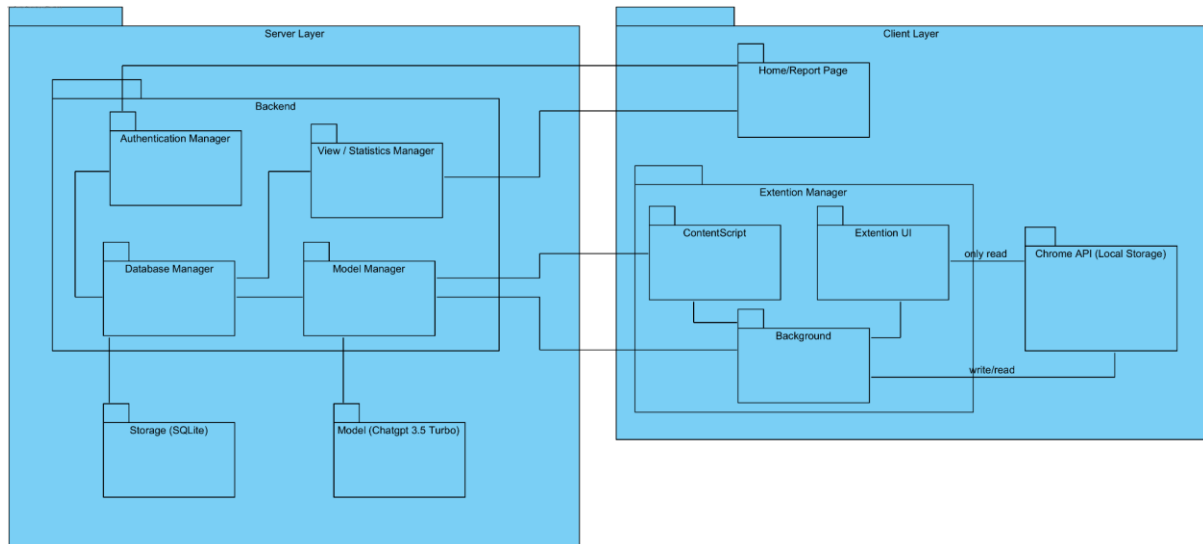 Server Layer
Client Layer
Home/Report Page
Backend
Authentication Manager
View / Statistics Manager
Extention Manager
ContentScript
Extention UI
only read
Chrome API (Local Storage)
Database Manager
Model Manager
Background
write/read
Storage (SQLite)
Model (Chatgpt 3.5 Turbo)